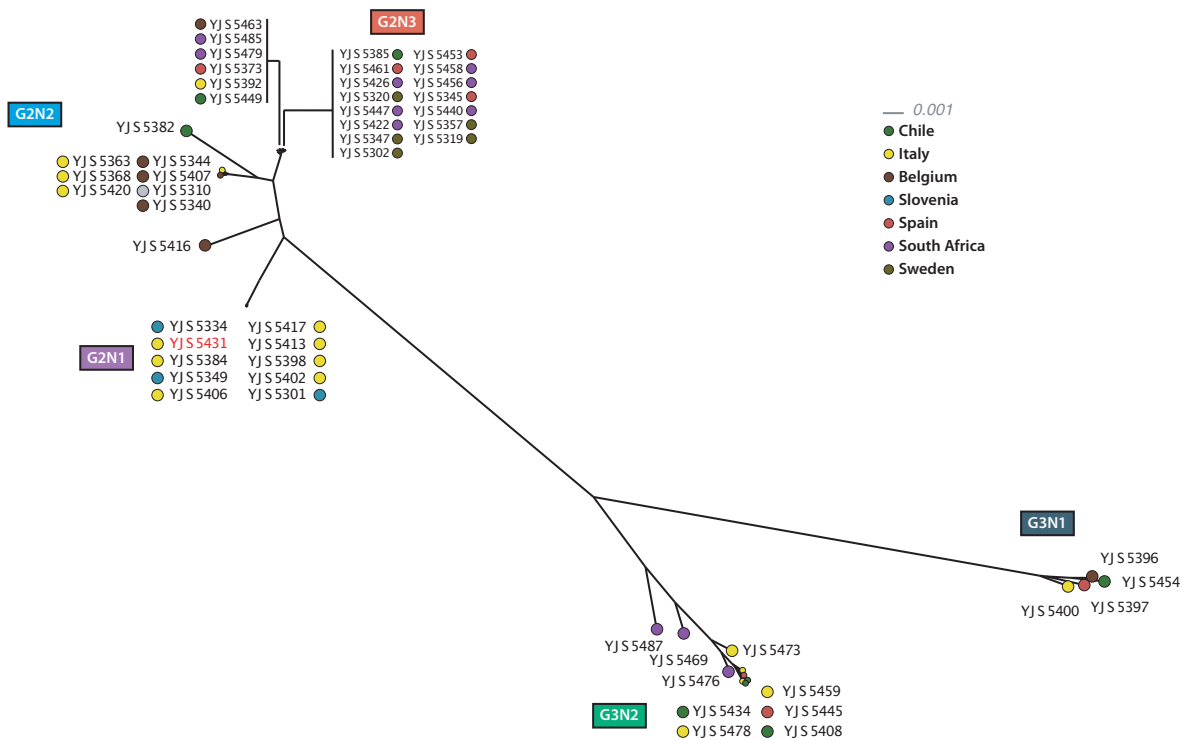 YJS5463
YJS5485
YJS5479
YJS5373
YJS5392
YJS5449
G2N3
YJS5385 YJS5453
YJS5461 YJS5458
YJS5426 YJS5456
YJS5320 YJS5345
YJS5447 YJS5440
YJS5422 YJS5357
YJS5347 YJS5319
YJS5302
G2N2
YJS5382
YJS5363 YJS5344
YJS5368 YJS5407
YJS5420 YJS5310
YJS5340
YJS5416
0.001
Chile
Italy
Belgium
Slovenia
Spain
South Africa
Sweden
G2N1
YJS5334 YJS5417
YJS5431 YJS5413
YJS5384 YJS5398
YJS5349 YJS5402
YJS5406 YJS5301
G3N1
YJS5396
YJS5454
YJS5400 YJS5397
YJS5487
YJS5469
YJS5473
YJS5476
YJS5459
G3N2
YJS5434 YJS5445
YJS5478 YJS5408